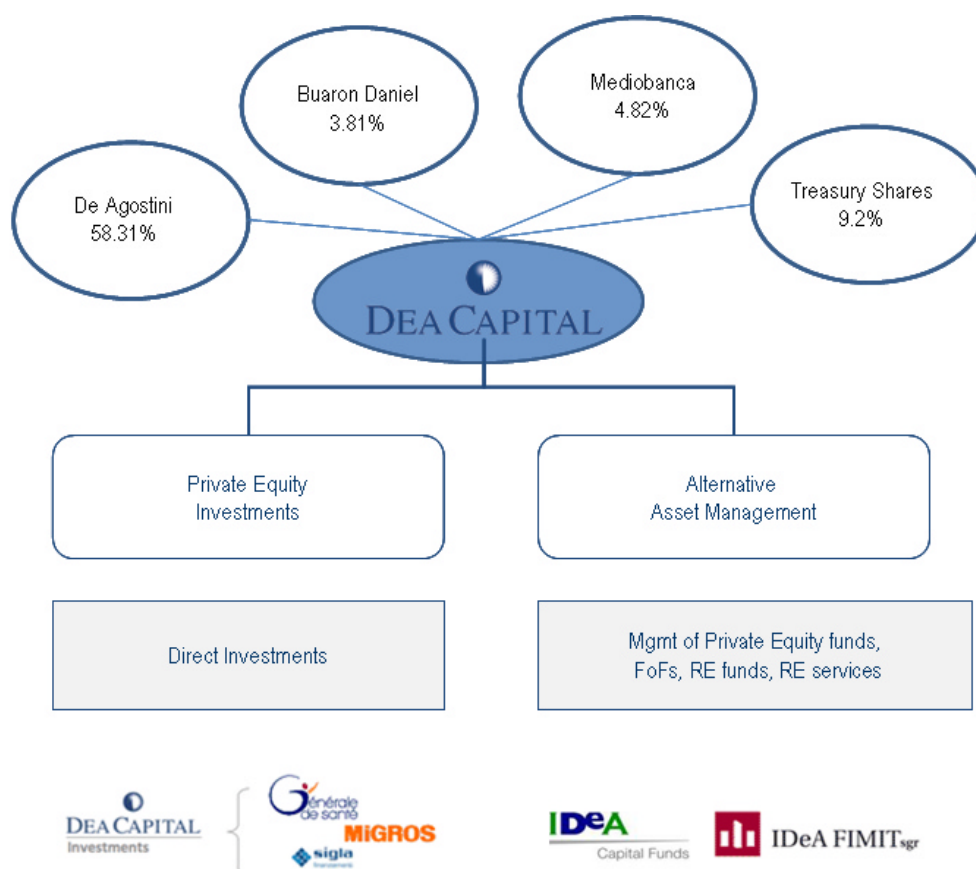 Buaron Daniel
3.81%
Mediobanca
4.82%
De Agostini
58.31%
Treasury Shares
9.2%
DEA CAPITAL
Private Equity
Investments
Alternative
Asset Management
Direct Investments
Mgmt of Private Equity funds,
FoFs, RE funds, RE services
DEA CAPITAL
Investments
Générale
de santé
MiGROS
sigla
IDeA
Capital Funds
IDeA FIMIT sgr